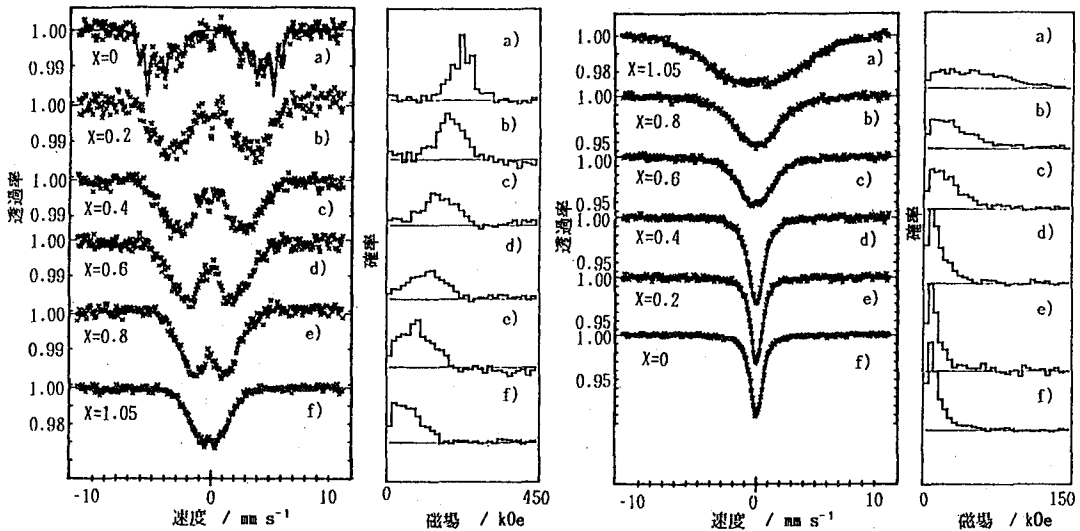 透過率
1.00
0.99
X=0
a)
1.00
0.99
X=0.2
b)
1.00
0.99
X=0.4
c)
1.00
0.99
X=0.6
d)
1.00
0.99
X=0.8
e)
1.00
0.98
X=1.05
f)
-10
0
10
速度 / mm s⁻¹
確率
a)
b)
c)
d)
e)
f)
0
450
磁場 / kOe
透過率
1.00
0.98
X=1.05
a)
1.00
0.95
X=0.8
b)
1.00
0.95
X=0.6
c)
1.00
0.95
X=0.4
d)
1.00
0.95
X=0.2
e)
1.00
0.95
X=0
f)
-10
0
10
速度 / mm s⁻¹
確率
a)
b)
c)
d)
e)
f)
0
150
磁場 / kOe